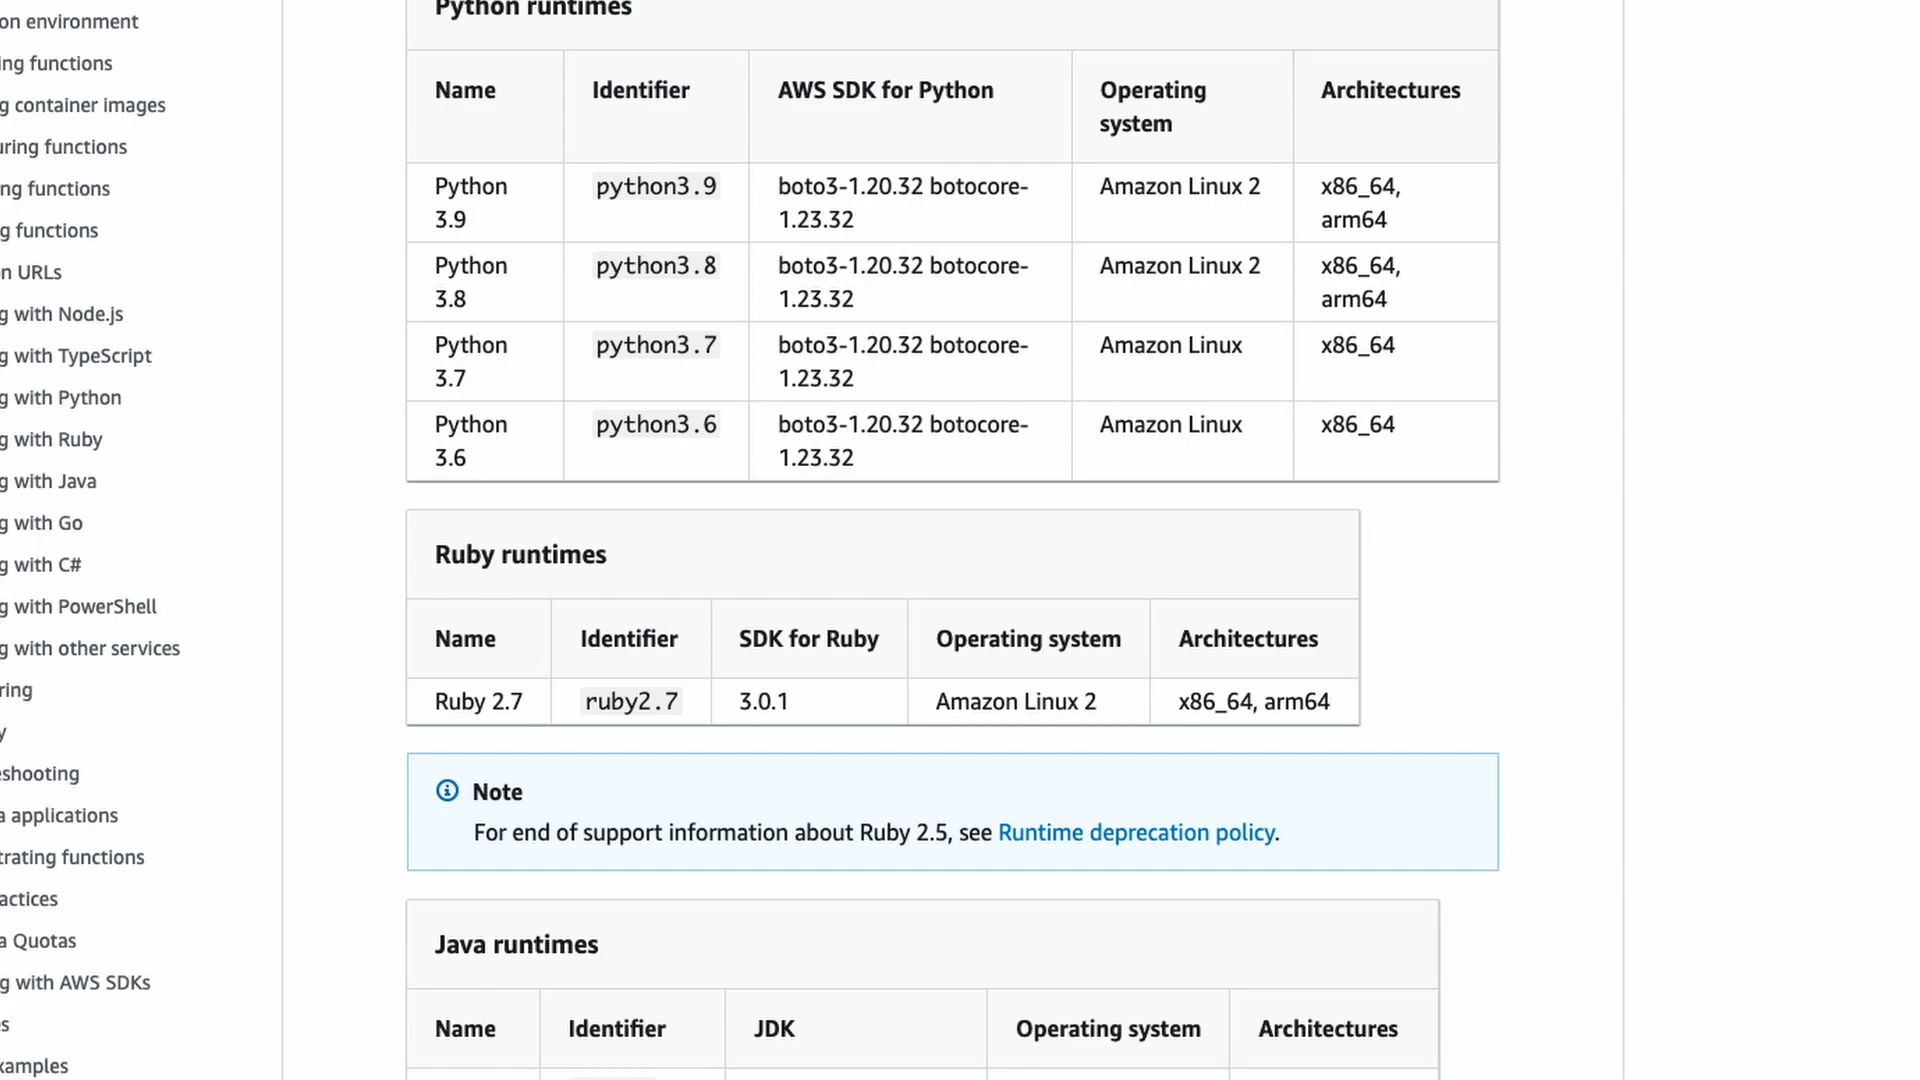 on environment
ing functions
g container images
uring functions
ng functions
g functions
n URLs
g with Node.js
g with TypeScript
g with Python
g with Ruby
g with Java
g with Go
g with C#
g with PowerShell
g with other services
ring
y
eshooting
a applications
trating functions
actices
a Quotas
g with AWS SDKs
s
xamples
Python runtimes
Name Identifier AWS SDK for Python Operating system Architectures
Python 3.9 python3.9 boto3-1.20.32 botocore-1.23.32 Amazon Linux 2 x86_64, arm64
Python 3.8 python3.8 boto3-1.20.32 botocore-1.23.32 Amazon Linux 2 x86_64, arm64
Python 3.7 python3.7 boto3-1.20.32 botocore-1.23.32 Amazon Linux x86_64
Python 3.6 python3.6 boto3-1.20.32 botocore-1.23.32 Amazon Linux x86_64
Ruby runtimes
Name Identifier SDK for Ruby Operating system Architectures
Ruby 2.7 ruby2.7 3.0.1 Amazon Linux 2 x86_64, arm64
Note
For end of support information about Ruby 2.5, see Runtime deprecation policy.
Java runtimes
Name Identifier JDK Operating system Architectures